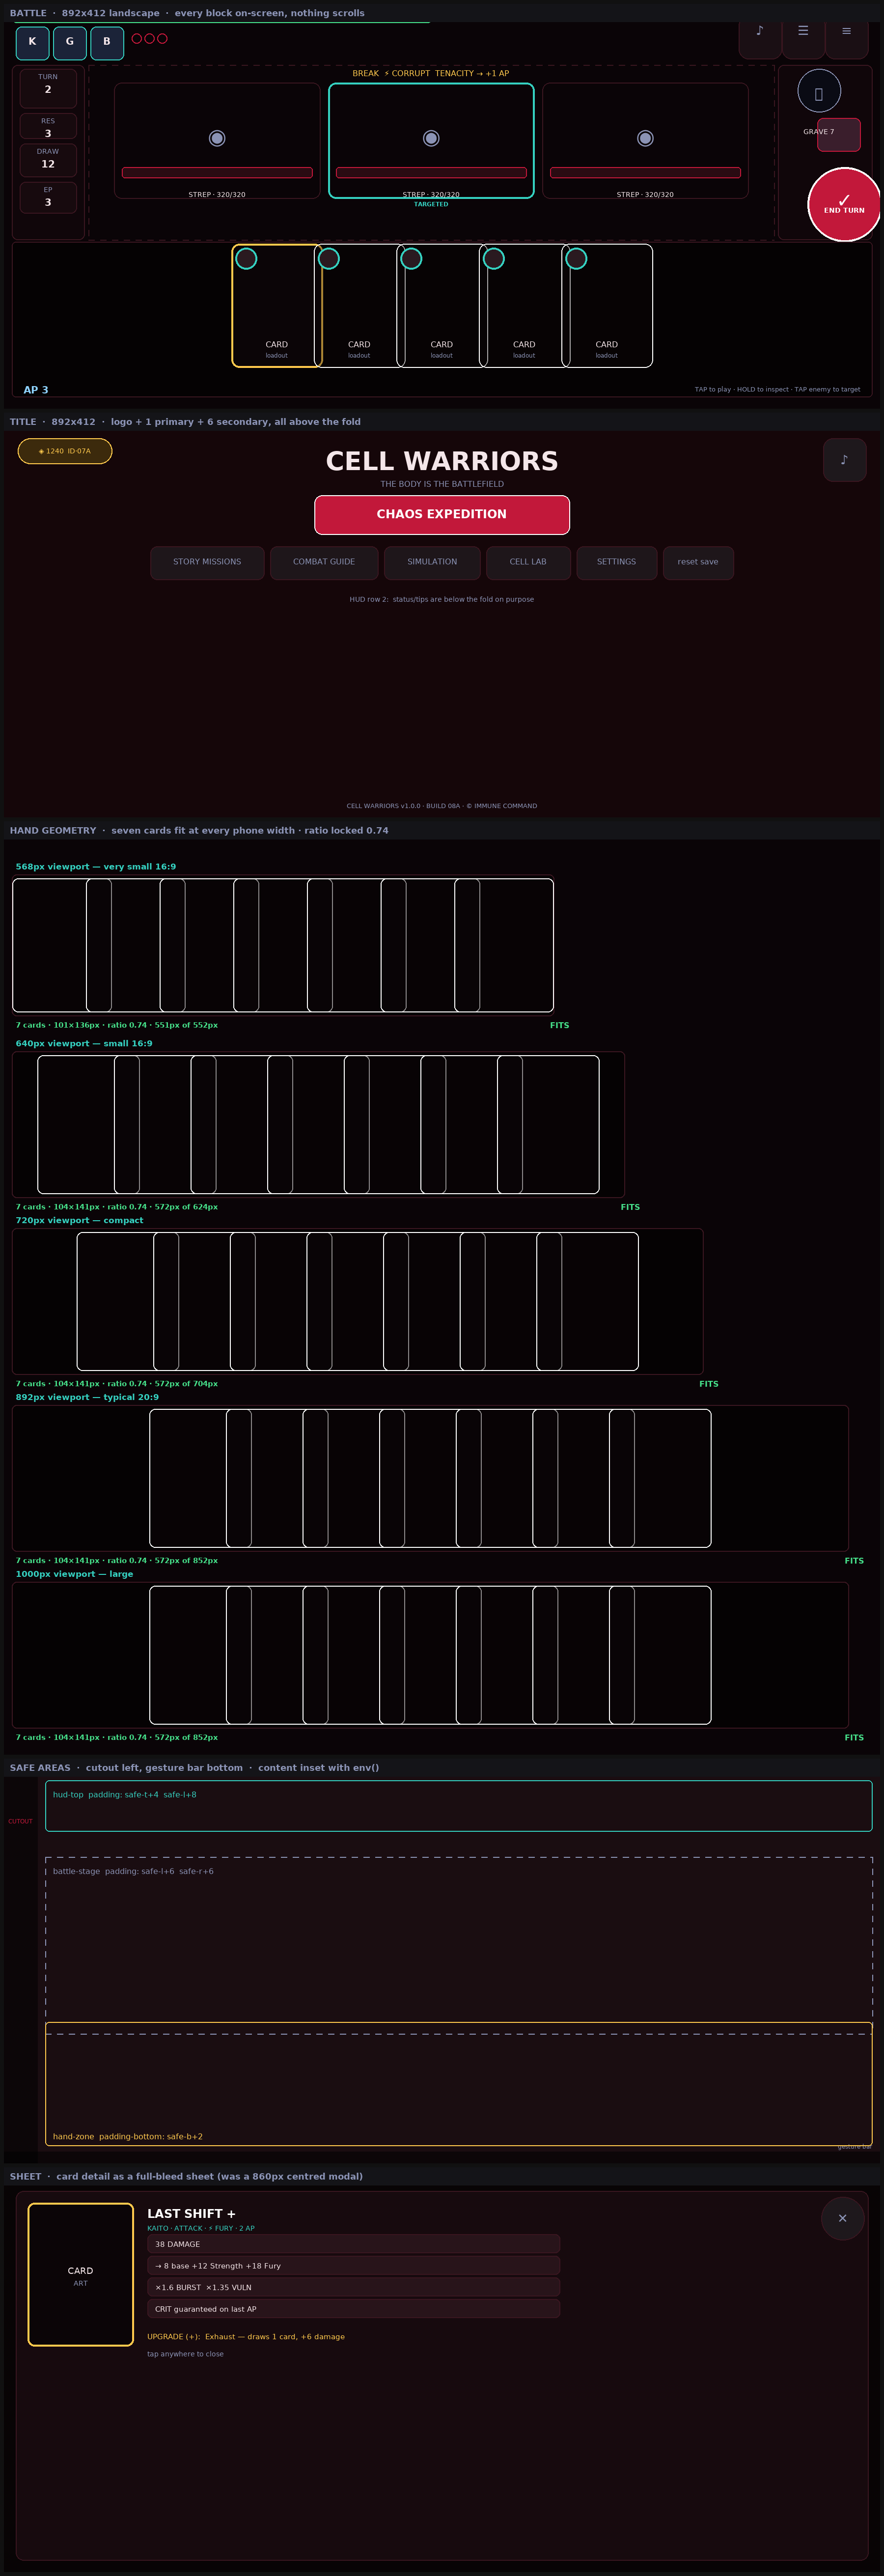 BATTLE · 892x412 landscape · every block on-screen, nothing scrolls
K G B
♪ ☰ ≡
TURN
2
RES
3
DRAW
12
EP
3
BREAK ⚡ CORRUPT TENACITY → +1 AP
STREP · 320/320
STREP · 320/320
STREP · 320/320
TARGETED
GRAVE 7
✓
END TURN
CARD
loadout
CARD
loadout
CARD
loadout
CARD
loadout
CARD
loadout
AP 3
TAP to play · HOLD to inspect · TAP enemy to target
TITLE · 892x412 · logo + 1 primary + 6 secondary, all above the fold
◈ 1240 ID·07A
CELL WARRIORS
♪
THE BODY IS THE BATTLEFIELD
CHAOS EXPEDITION
STORY MISSIONS
COMBAT GUIDE
SIMULATION
CELL LAB
SETTINGS
reset save
HUD row 2: status/tips are below the fold on purpose
CELL WARRIORS v1.0.0 · BUILD 08A · © IMMUNE COMMAND
HAND GEOMETRY · seven cards fit at every phone width · ratio locked 0.74
568px viewport — very small 16:9
7 cards · 101×136px · ratio 0.74 · 551px of 552px
FITS
640px viewport — small 16:9
7 cards · 104×141px · ratio 0.74 · 572px of 624px
FITS
720px viewport — compact
7 cards · 104×141px · ratio 0.74 · 572px of 704px
FITS
892px viewport — typical 20:9
7 cards · 104×141px · ratio 0.74 · 572px of 852px
FITS
1000px viewport — large
7 cards · 104×141px · ratio 0.74 · 572px of 852px
FITS
SAFE AREAS · cutout left, gesture bar bottom · content inset with env()
hud-top padding: safe-t+4 safe-l+8
CUTOUT
battle-stage padding: safe-l+6 safe-r+6
hand-zone padding-bottom: safe-b+2
gesture bar
SHEET · card detail as a full-bleed sheet (was a 860px centred modal)
LAST SHIFT +
✕
KAITO · ATTACK · ⚡ FURY · 2 AP
38 DAMAGE
→ 8 base +12 Strength +18 Fury
×1.6 BURST ×1.35 VULN
CRIT guaranteed on last AP
CARD
ART
UPGRADE (+): Exhaust — draws 1 card, +6 damage
tap anywhere to close